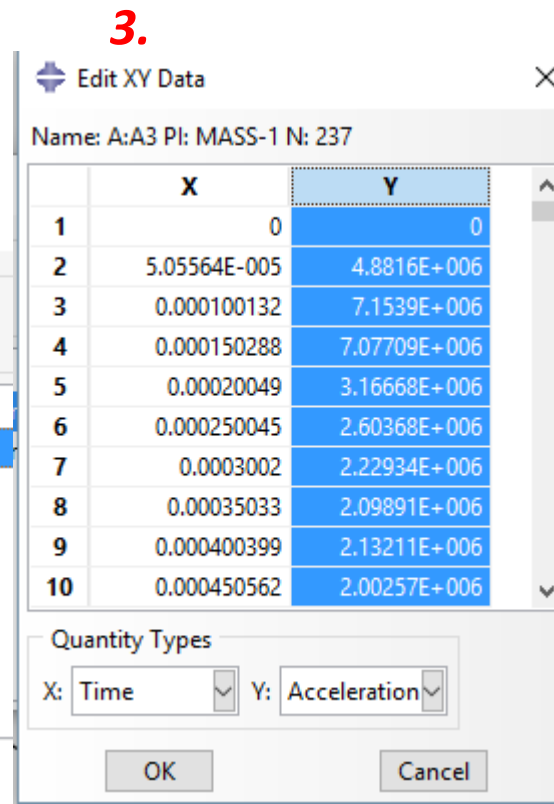 3.
Edit XY Data
Name: A:A3 PI: MASS-1 N: 237
X Y
1 0 0
2 5.05564E-005 4.8816E+006
3 0.000100132 7.1539E+006
4 0.000150288 7.07709E+006
5 0.00020049 3.16668E+006
6 0.000250045 2.60368E+006
7 0.0003002 2.22934E+006
8 0.00035033 2.09891E+006
9 0.000400399 2.13211E+006
10 0.000450562 2.00257E+006
Quantity Types
X: Time Y: Acceleration
OK Cancel